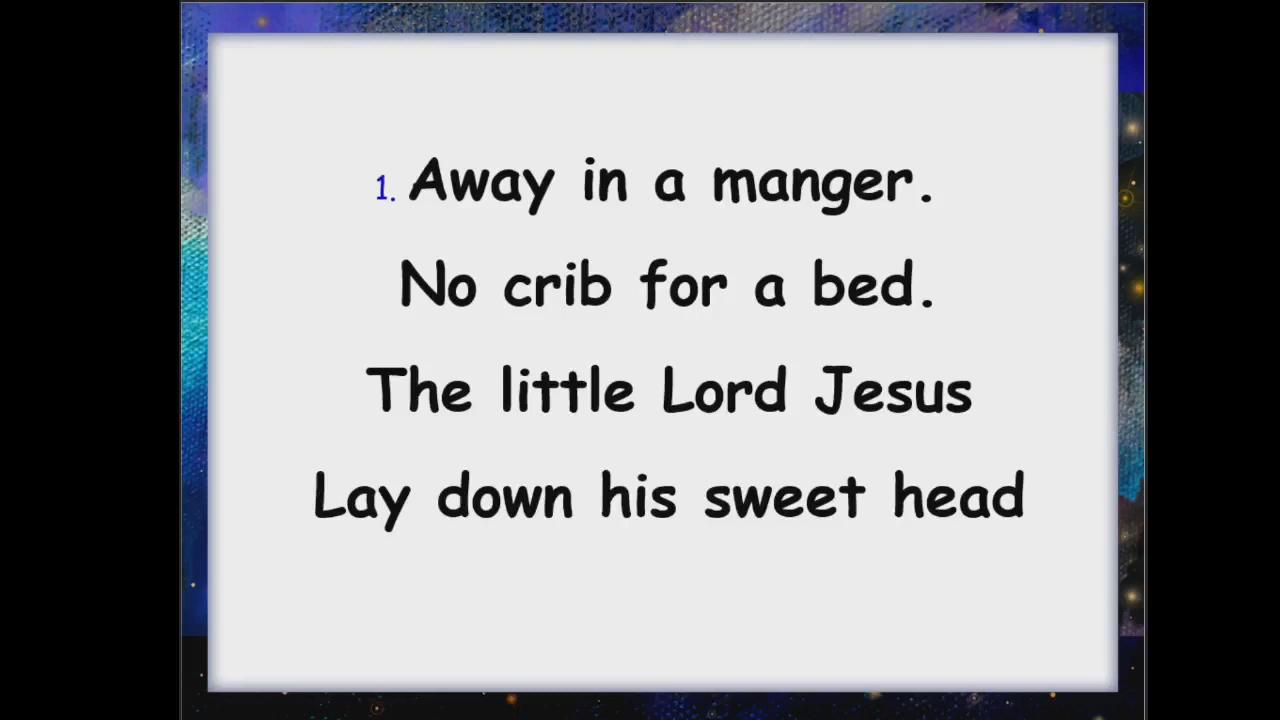 1. Away in a manger.
No crib for a bed.
The little Lord Jesus
Lay down his sweet head